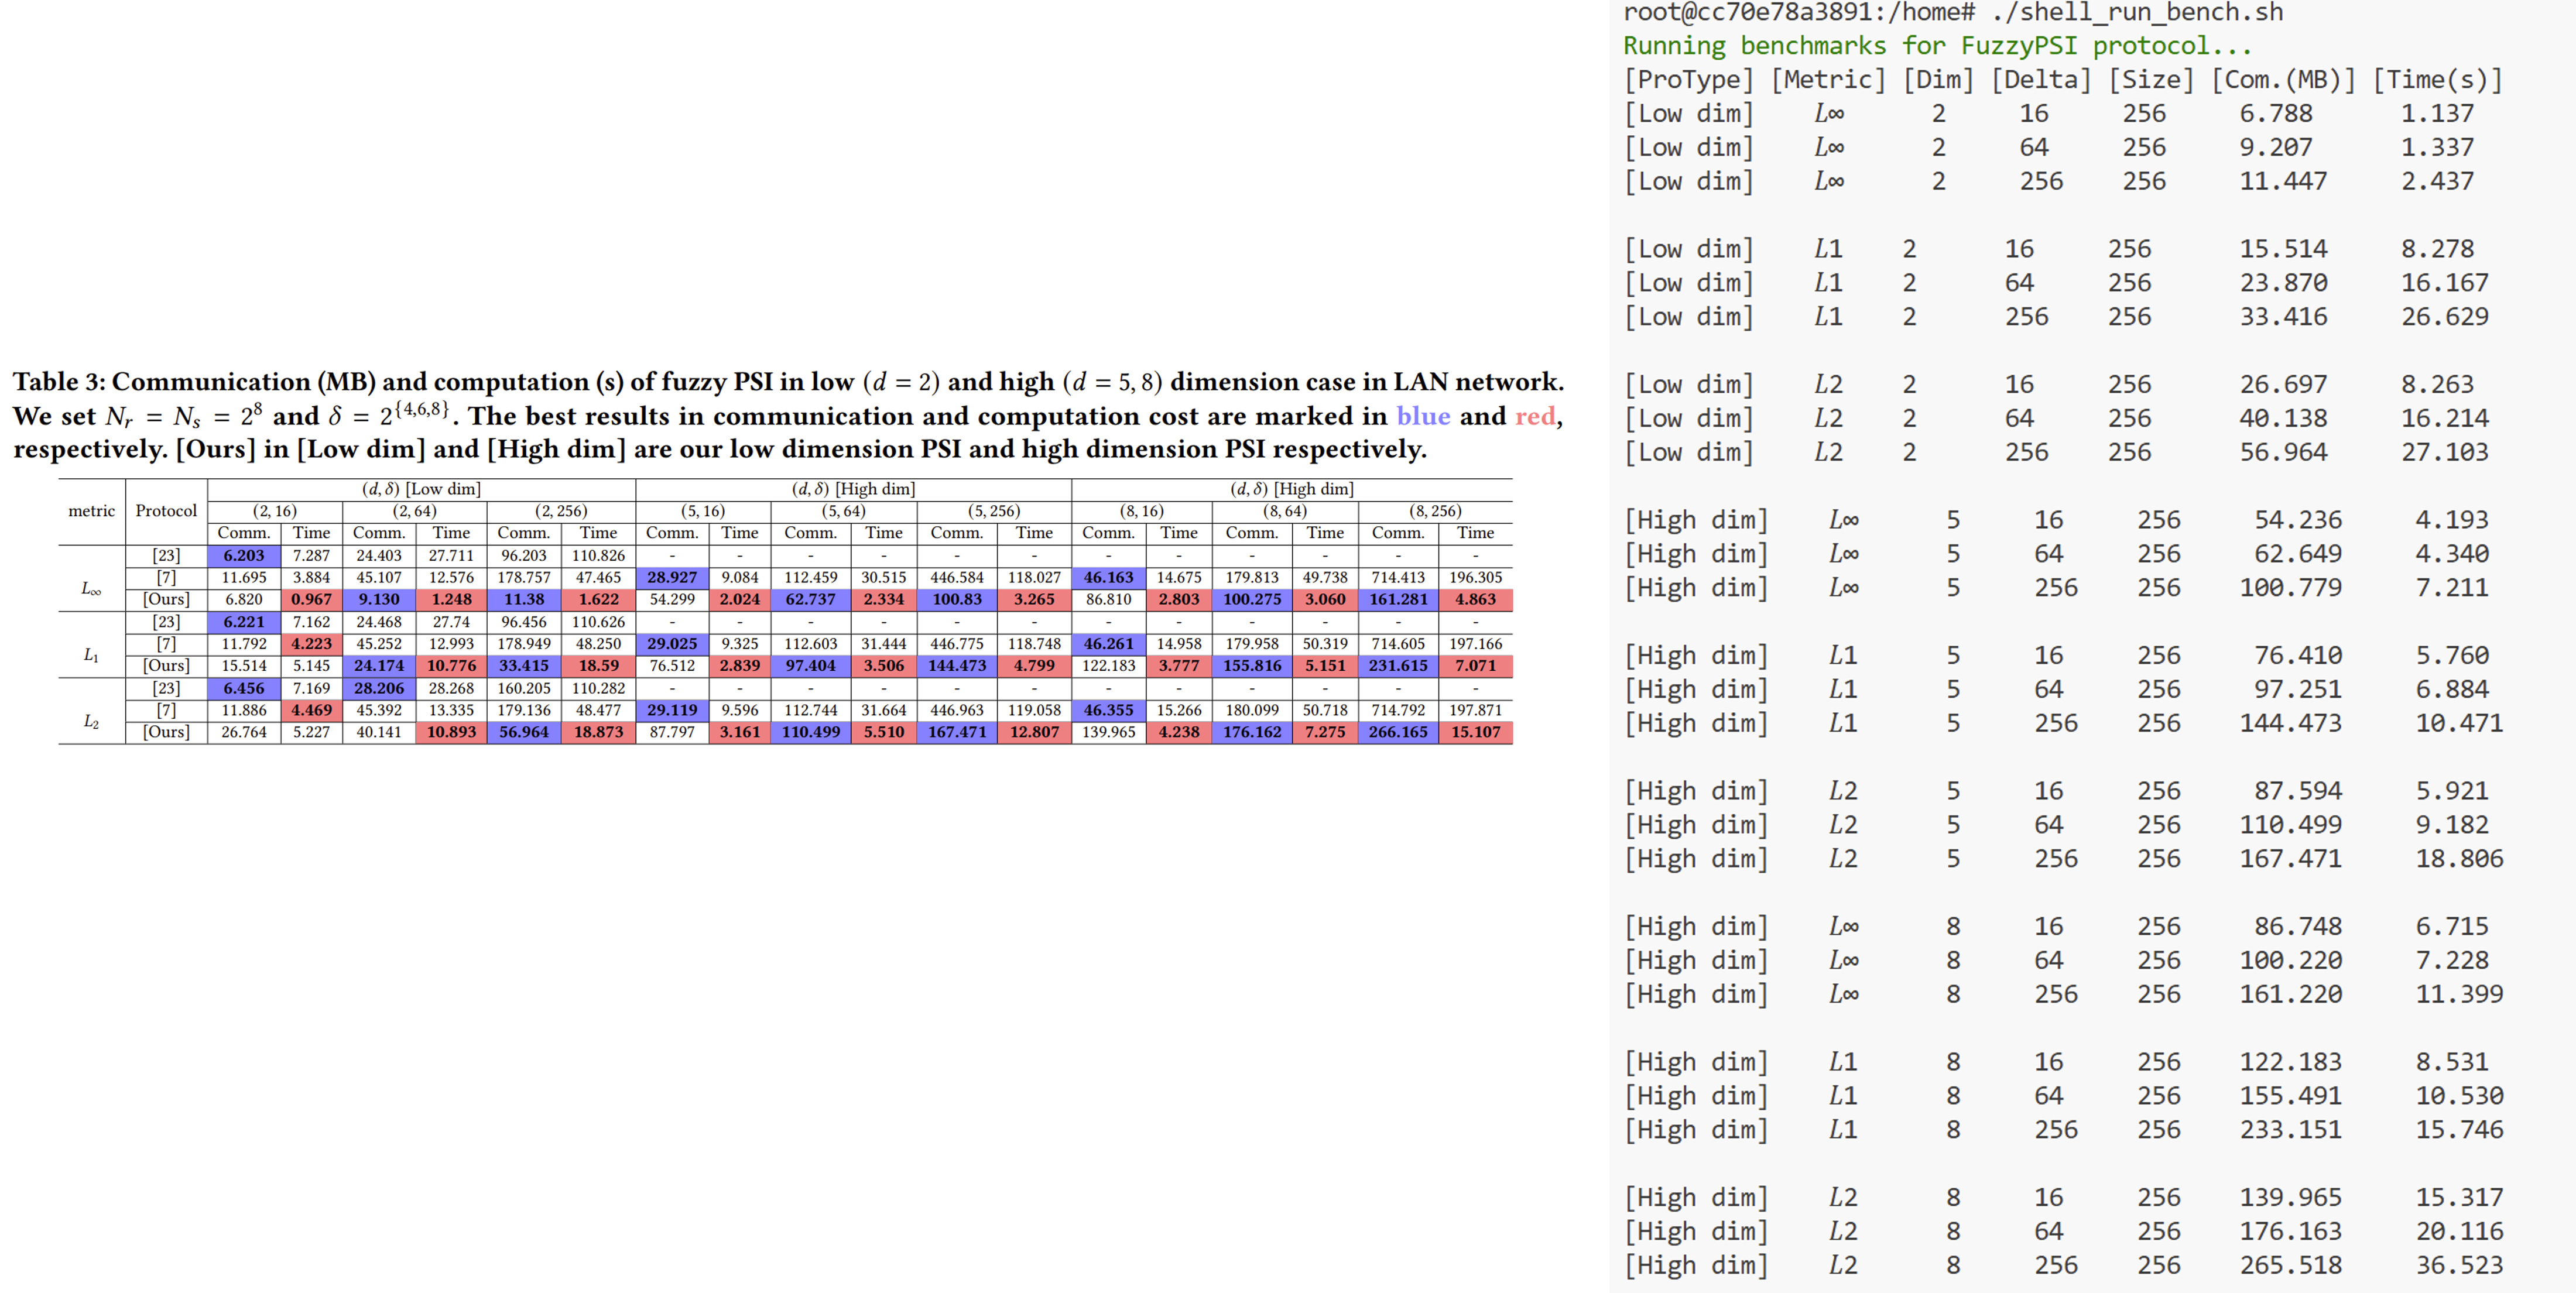 Table 3: Communication (MB) and computation (s) of fuzzy PSI in low (d = 2) and high (d = 5, 8) dimension case in LAN network.
We set Nr = Ns = 2^8 and δ = 2^{4,6,8}. The best results in communication and computation cost are marked in blue and red,
respectively. [Ours] in [Low dim] and [High dim] are our low dimension PSI and high dimension PSI respectively.
metric Protocol (d, δ) [Low dim] (d, δ) [High dim] (d, δ) [High dim]
(2, 16) (2, 64) (2, 256) (5, 16) (5, 64) (5, 256) (8, 16) (8, 64) (8, 256)
Comm. Time Comm. Time Comm. Time Comm. Time Comm. Time Comm. Time Comm. Time Comm. Time Comm. Time
L∞
[23] 6.203 7.287 24.403 27.711 96.203 110.826 - - - - - - - - - - - -
[7] 11.695 3.884 45.107 12.576 178.757 47.465 28.927 9.084 112.459 30.515 446.584 118.027 46.163 14.675 179.813 49.738 714.413 196.305
[Ours] 6.820 0.967 9.130 1.248 11.38 1.622 54.299 2.024 62.737 2.334 100.83 3.265 86.810 2.803 100.275 3.060 161.281 4.863
L1
[23] 6.221 7.162 24.468 27.74 96.456 110.626 - - - - - - - - - - - -
[7] 11.792 4.223 45.252 12.993 178.949 48.250 29.025 9.325 112.603 31.444 446.775 118.748 46.261 14.958 179.958 50.319 714.605 197.166
[Ours] 15.514 5.145 24.174 10.776 33.415 18.59 76.512 2.839 97.404 3.506 144.473 4.799 122.183 3.777 155.816 5.151 231.615 7.071
L2
[23] 6.456 7.169 28.206 28.268 160.205 110.282 - - - - - - - - - - - -
[7] 11.886 4.469 45.392 13.335 179.136 48.477 29.119 9.596 112.744 31.664 446.963 119.058 46.355 15.266 180.099 50.718 714.792 197.871
[Ours] 26.764 5.227 40.141 10.893 56.964 18.873 87.797 3.161 110.499 5.510 167.471 12.807 139.965 4.238 176.162 7.275 266.165 15.107
root@cc70e78a3891:/home# ./shell_run_bench.sh
Running benchmarks for FuzzyPSI protocol...
[ProType] [Metric] [Dim] [Delta] [Size] [Com.(MB)] [Time(s)]
[Low dim] L∞ 2 16 256 6.788 1.137
[Low dim] L∞ 2 64 256 9.207 1.337
[Low dim] L∞ 2 256 256 11.447 2.437
[Low dim] L1 2 16 256 15.514 8.278
[Low dim] L1 2 64 256 23.870 16.167
[Low dim] L1 2 256 256 33.416 26.629
[Low dim] L2 2 16 256 26.697 8.263
[Low dim] L2 2 64 256 40.138 16.214
[Low dim] L2 2 256 256 56.964 27.103
[High dim] L∞ 5 16 256 54.236 4.193
[High dim] L∞ 5 64 256 62.649 4.340
[High dim] L∞ 5 256 256 100.779 7.211
[High dim] L1 5 16 256 76.410 5.760
[High dim] L1 5 64 256 97.251 6.884
[High dim] L1 5 256 256 144.473 10.471
[High dim] L2 5 16 256 87.594 5.921
[High dim] L2 5 64 256 110.499 9.182
[High dim] L2 5 256 256 167.471 18.806
[High dim] L∞ 8 16 256 86.748 6.715
[High dim] L∞ 8 64 256 100.220 7.228
[High dim] L∞ 8 256 256 161.220 11.399
[High dim] L1 8 16 256 122.183 8.531
[High dim] L1 8 64 256 155.491 10.530
[High dim] L1 8 256 256 233.151 15.746
[High dim] L2 8 16 256 139.965 15.317
[High dim] L2 8 64 256 176.163 20.116
[High dim] L2 8 256 256 265.518 36.523